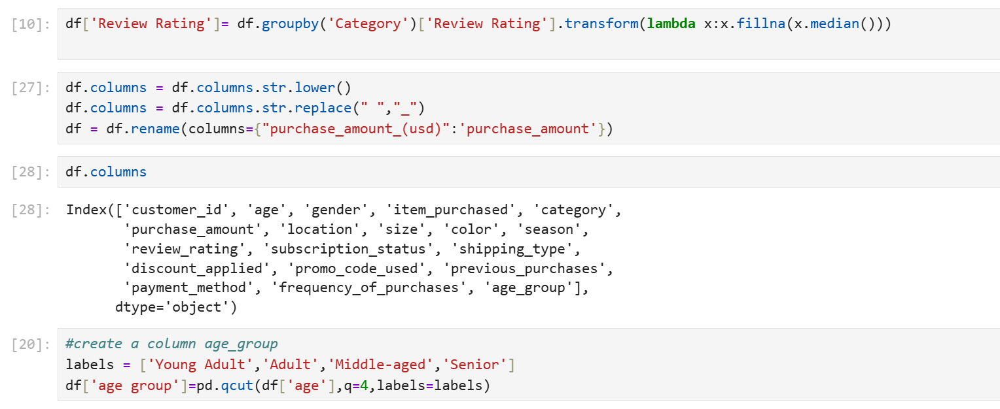 [10]: df['Review Rating']= df.groupby('Category')['Review Rating'].transform(lambda x:x.fillna(x.median()))
[27]: df.columns = df.columns.str.lower()
df.columns = df.columns.str.replace(" ","_")
df = df.rename(columns={"purchase_amount_(usd)":'purchase_amount'})
[28]: df.columns
[28]: Index(['customer_id', 'age', 'gender', 'item_purchased', 'category',
'purchase_amount', 'location', 'size', 'color', 'season',
'review_rating', 'subscription_status', 'shipping_type',
'discount_applied', 'promo_code_used', 'previous_purchases',
'payment_method', 'frequency_of_purchases', 'age_group'],
dtype='object')
[20]: #create a column age_group
labels = ['Young Adult','Adult','Middle-aged','Senior']
df['age group']=pd.qcut(df['age'],q=4,labels=labels)